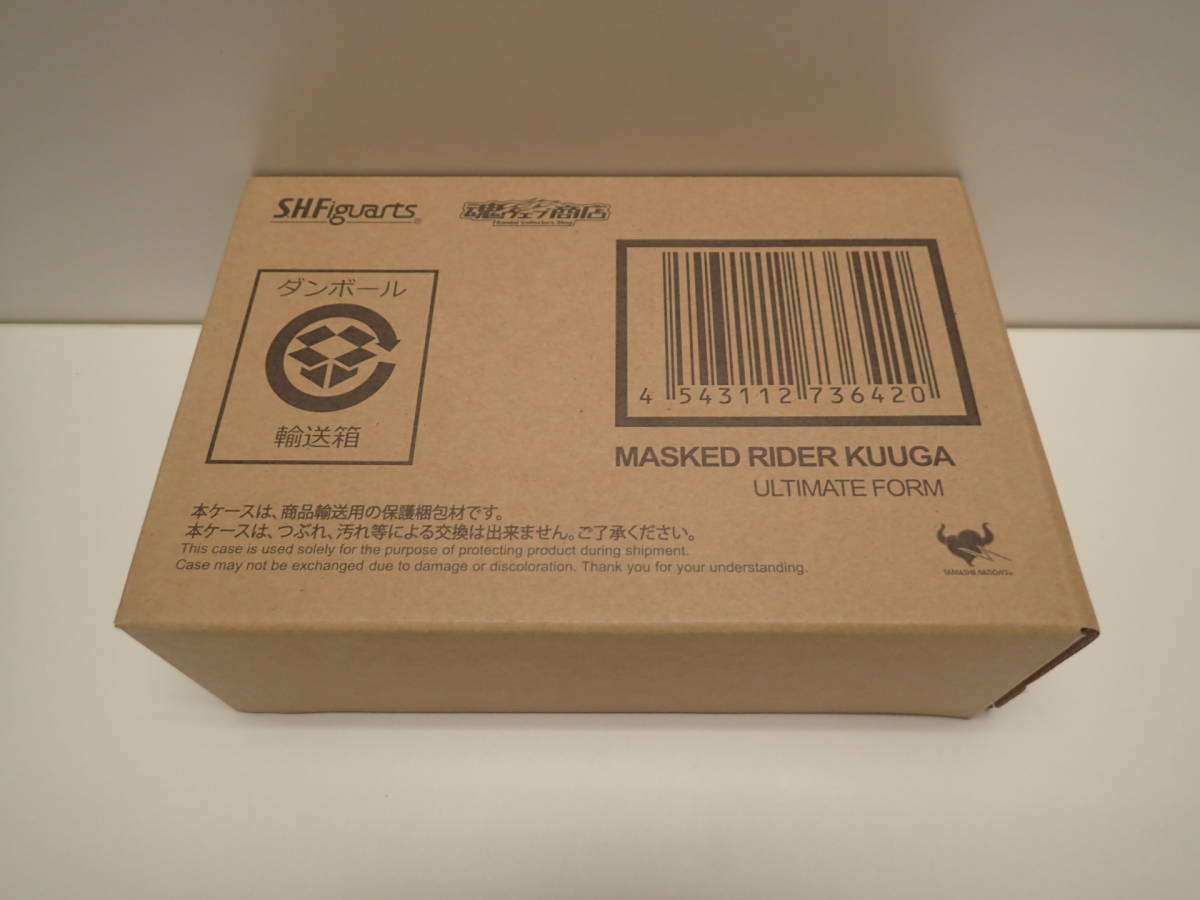 S.H.Figuarts
魂ウェブ商店
Bandai Collector's Shop
ダンボール
輸送箱
4 543112 736420
MASKED RIDER KUUGA
ULTIMATE FORM
本ケースは、商品輸送用の保護梱包材です。
本ケースは、つぶれ、汚れ等による交換は出来ません。ご了承ください。
This case is used solely for the purpose of protecting product during shipment.
Case may not be exchanged due to damage or discoloration. Thank you for your understanding.
TAMASHII NATIONS